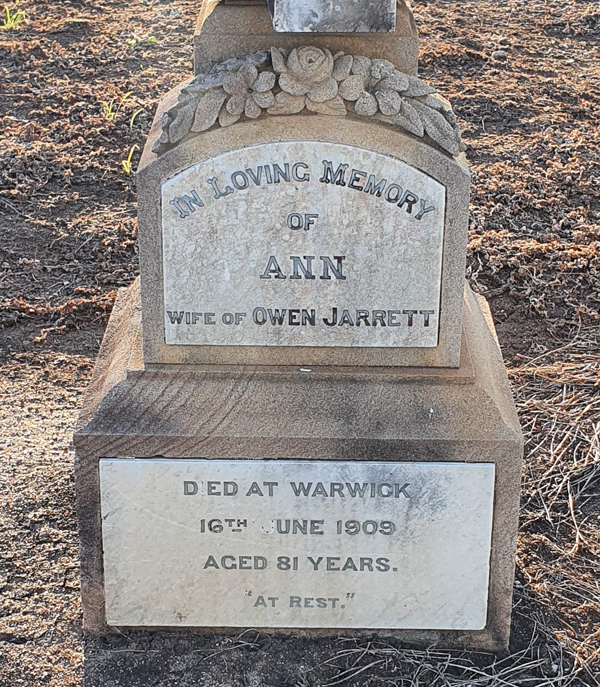 IN LOVING MEMORY
OF
ANN
WIFE OF OWEN JARRETT
DIED AT WARWICK
16TH JUNE 1909
AGED 81 YEARS.
"AT REST."